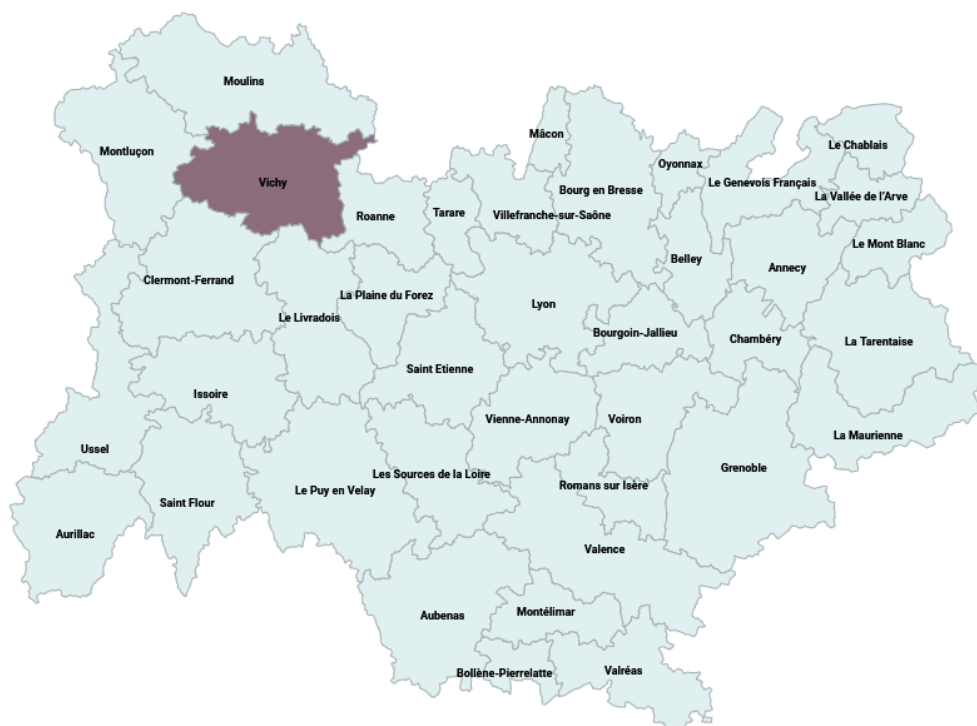 Moulins
Mâcon
Le Chablais
Montluçon
Oyonnax
Vichy
Le Genevois Français
Bourg en Bresse
La Vallée de l'Arve
Roanne
Tarare
Villefranche-sur-Saône
Le Mont Blanc
Belley
Annecy
Clermont-Ferrand
La Plaine du Forez
Lyon
Le Livradois
Bourgoin-Jallieu
Chambéry
La Tarentaise
Saint Etienne
Issoire
Vienne-Annonay
Voiron
La Maurienne
Ussel
Grenoble
Les Sources de la Loire
Romans sur Isère
Le Puy en Velay
Saint Flour
Aurillac
Valence
Aubenas
Montélimar
Bollène-Pierrelatte
Valréas